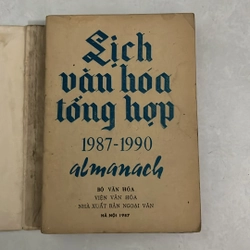 Lịch
văn hóa
tổng hợp
1987-1990
almanach
BỘ VĂN HÓA
VIỆN VĂN HÓA
NHÀ XUẤT BẢN NGOẠI VĂN
HÀ NỘI 1987